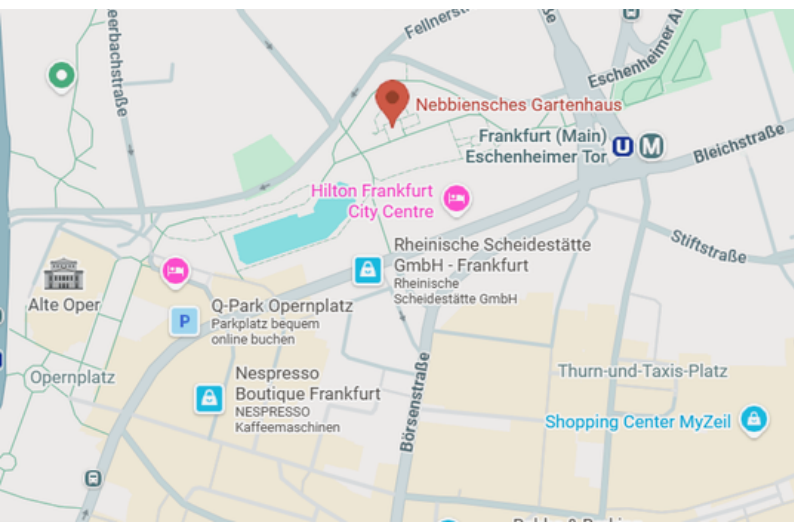 Fellnerst
eerbachstraße
Eschenheimer A
Nebbiensches Gartenhaus
Frankfurt (Main)
Eschenheimer Tor
U
M
Bleichstraße
Hilton Frankfurt
City Centre
Stiftstraße
Rheinische Scheidestätte
GmbH - Frankfurt
Rheinische
Scheidestätte GmbH
Alte Oper
P
Q-Park Opernplatz
Parkplatz bequem
online buchen
Opernplatz
Nespresso
Boutique Frankfurt
NESPRESSO
Kaffeemaschinen
Börsenstraße
Thurn-und-Taxis-Platz
Shopping Center MyZeil